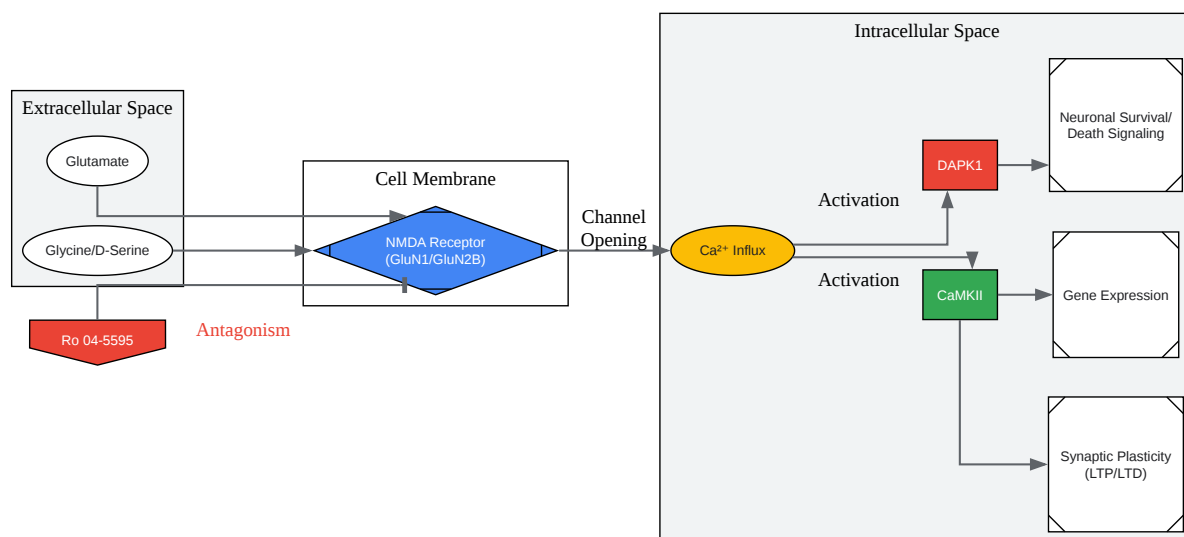 Extracellular Space
Glutamate
Glycine/D-Serine
Ro 04-5595
Antagonism
Cell Membrane
NMDA Receptor
(GluN1/GluN2B)
Channel
Opening
Intracellular Space
Ca²⁺ Influx
Activation
Activation
DAPK1
CaMKII
Neuronal Survival/
Death Signaling
Gene Expression
Synaptic Plasticity
(LTP/LTD)